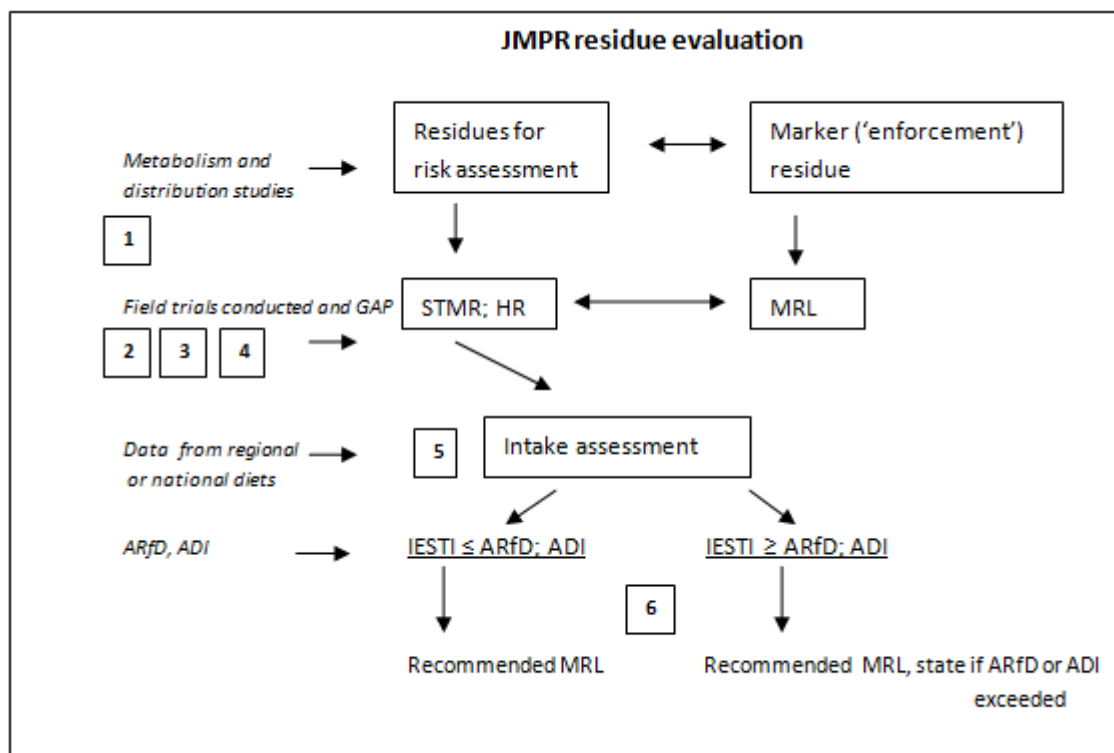 JMPR residue evaluation
Residues for
risk assessment
Marker ('enforcement')
residue
Metabolism and
distribution studies
1
Field trials conducted and GAP
STMR; HR
MRL
2 3 4
Data from regional
or national diets
5
Intake assessment
ARfD, ADI
IESTI ≤ ARfD; ADI
IESTI ≥ ARfD; ADI
6
Recommended MRL
Recommended MRL, state if ARfD or ADI
exceeded